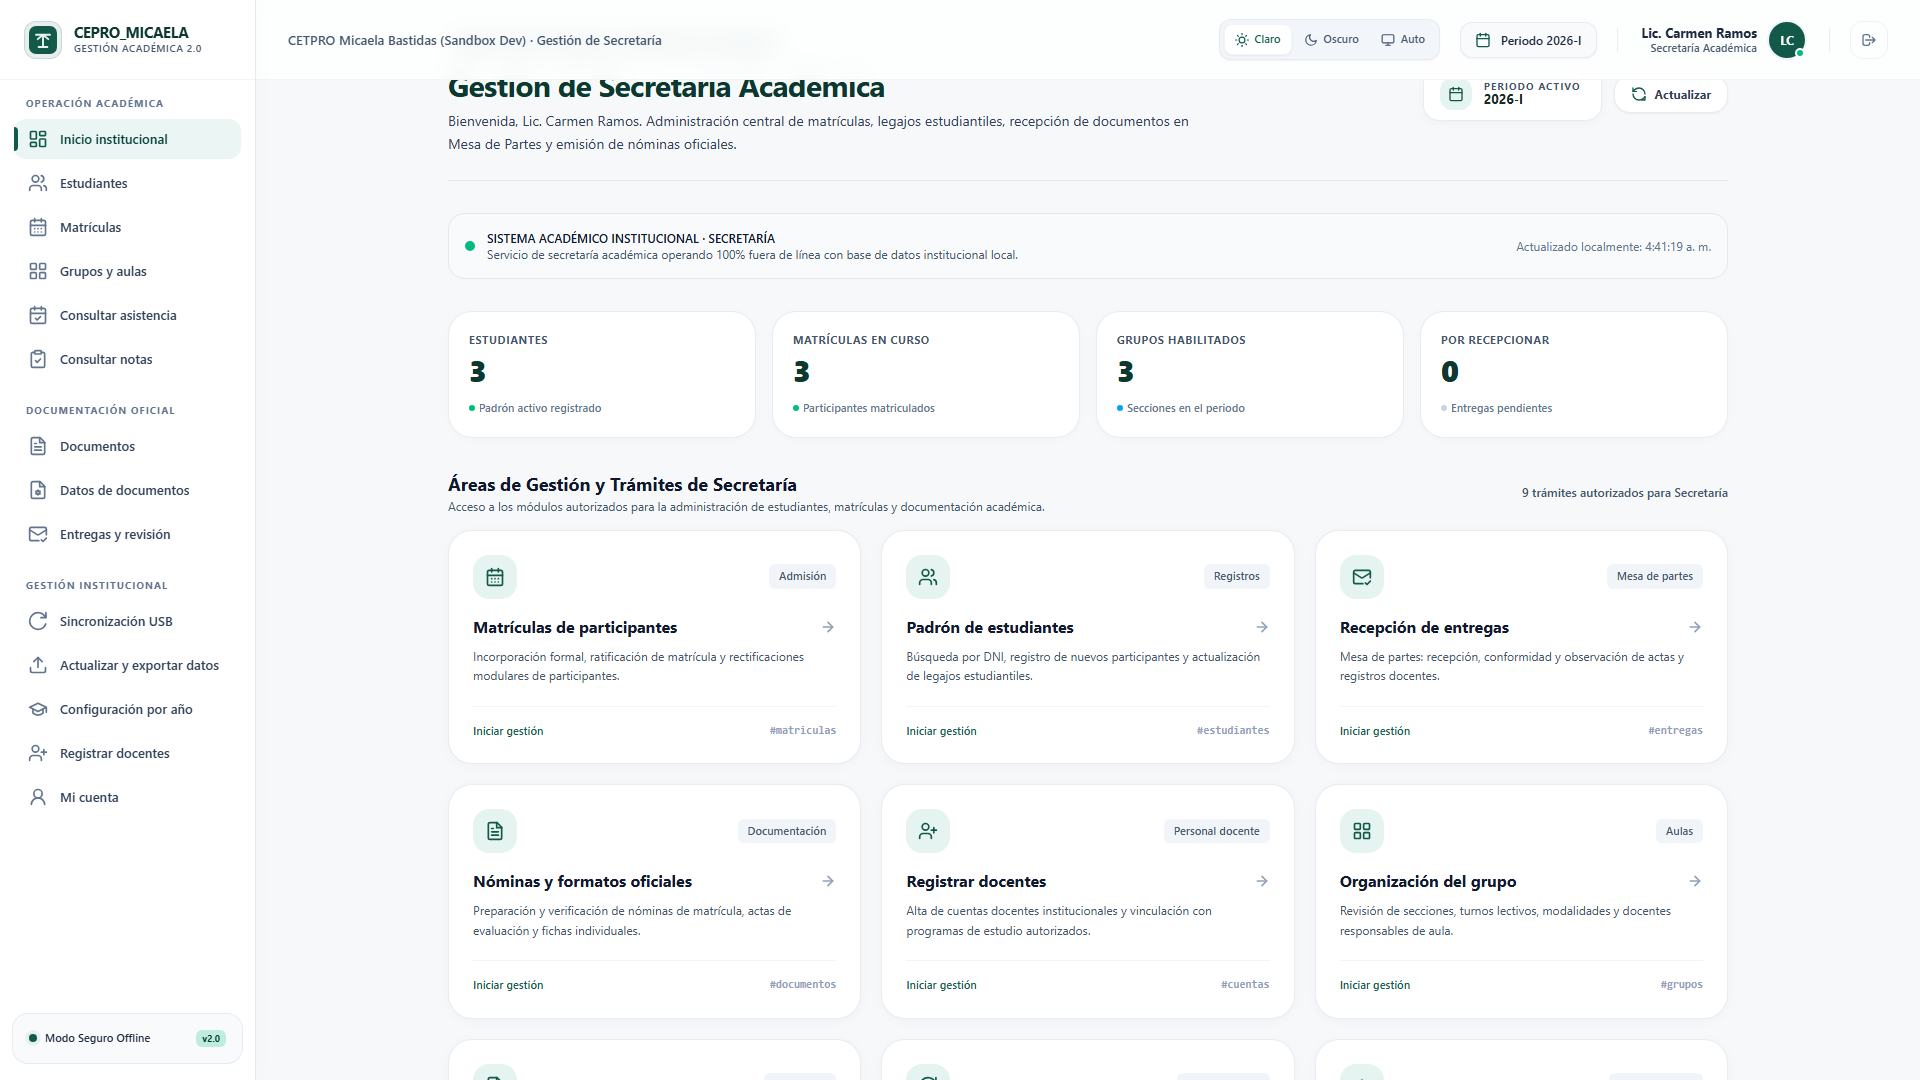 CEPRO_MICAELA
GESTIÓN ACADÉMICA 2.0
CETPRO Micaela Bastidas (Sandbox Dev) · Gestión de Secretaría
Claro
Oscuro
Auto
Periodo 2026-I
Lic. Carmen Ramos
Secretaría Académica
LC
OPERACIÓN ACADÉMICA
Inicio institucional
Estudiantes
Matrículas
Grupos y aulas
Consultar asistencia
Consultar notas
DOCUMENTACIÓN OFICIAL
Documentos
Datos de documentos
Entregas y revisión
GESTIÓN INSTITUCIONAL
Sincronización USB
Actualizar y exportar datos
Configuración por año
Registrar docentes
Mi cuenta
Modo Seguro Offline
v2.0
Gestión de Secretaría Académica
Bienvenida, Lic. Carmen Ramos. Administración central de matrículas, legajos estudiantiles, recepción de documentos en
Mesa de Partes y emisión de nóminas oficiales.
PERIODO ACTIVO
2026-I
Actualizar
SISTEMA ACADÉMICO INSTITUCIONAL · SECRETARÍA
Servicio de secretaría académica operando 100% fuera de línea con base de datos institucional local.
Actualizado localmente: 4:41:19 a. m.
ESTUDIANTES
3
Padrón activo registrado
MATRÍCULAS EN CURSO
3
Participantes matriculados
GRUPOS HABILITADOS
3
Secciones en el periodo
POR RECEPCIONAR
0
Entregas pendientes
Áreas de Gestión y Trámites de Secretaría
Acceso a los módulos autorizados para la administración de estudiantes, matrículas y documentación académica.
9 trámites autorizados para Secretaría
Admisión
Matrículas de participantes
Incorporación formal, ratificación de matrícula y rectificaciones
modulares de participantes.
Iniciar gestión
#matriculas
Registros
Padrón de estudiantes
Búsqueda por DNI, registro de nuevos participantes y actualización
de legajos estudiantiles.
Iniciar gestión
#estudiantes
Mesa de partes
Recepción de entregas
Mesa de partes: recepción, conformidad y observación de actas y
registros docentes.
Iniciar gestión
#entregas
Documentación
Nóminas y formatos oficiales
Preparación y verificación de nóminas de matrícula, actas de
evaluación y fichas individuales.
Iniciar gestión
#documentos
Personal docente
Registrar docentes
Alta de cuentas docentes institucionales y vinculación con
programas de estudio autorizados.
Iniciar gestión
#cuentas
Aulas
Organización del grupo
Revisión de secciones, turnos lectivos, modalidades y docentes
responsables de aula.
Iniciar gestión
#grupos